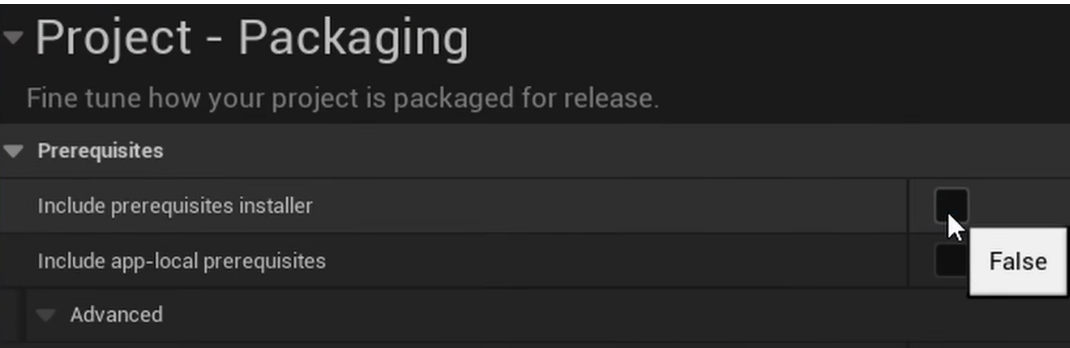 Project - Packaging
Fine tune how your project is packaged for release.
Prerequisites
Include prerequisites installer
Include app-local prerequisites
False
Advanced